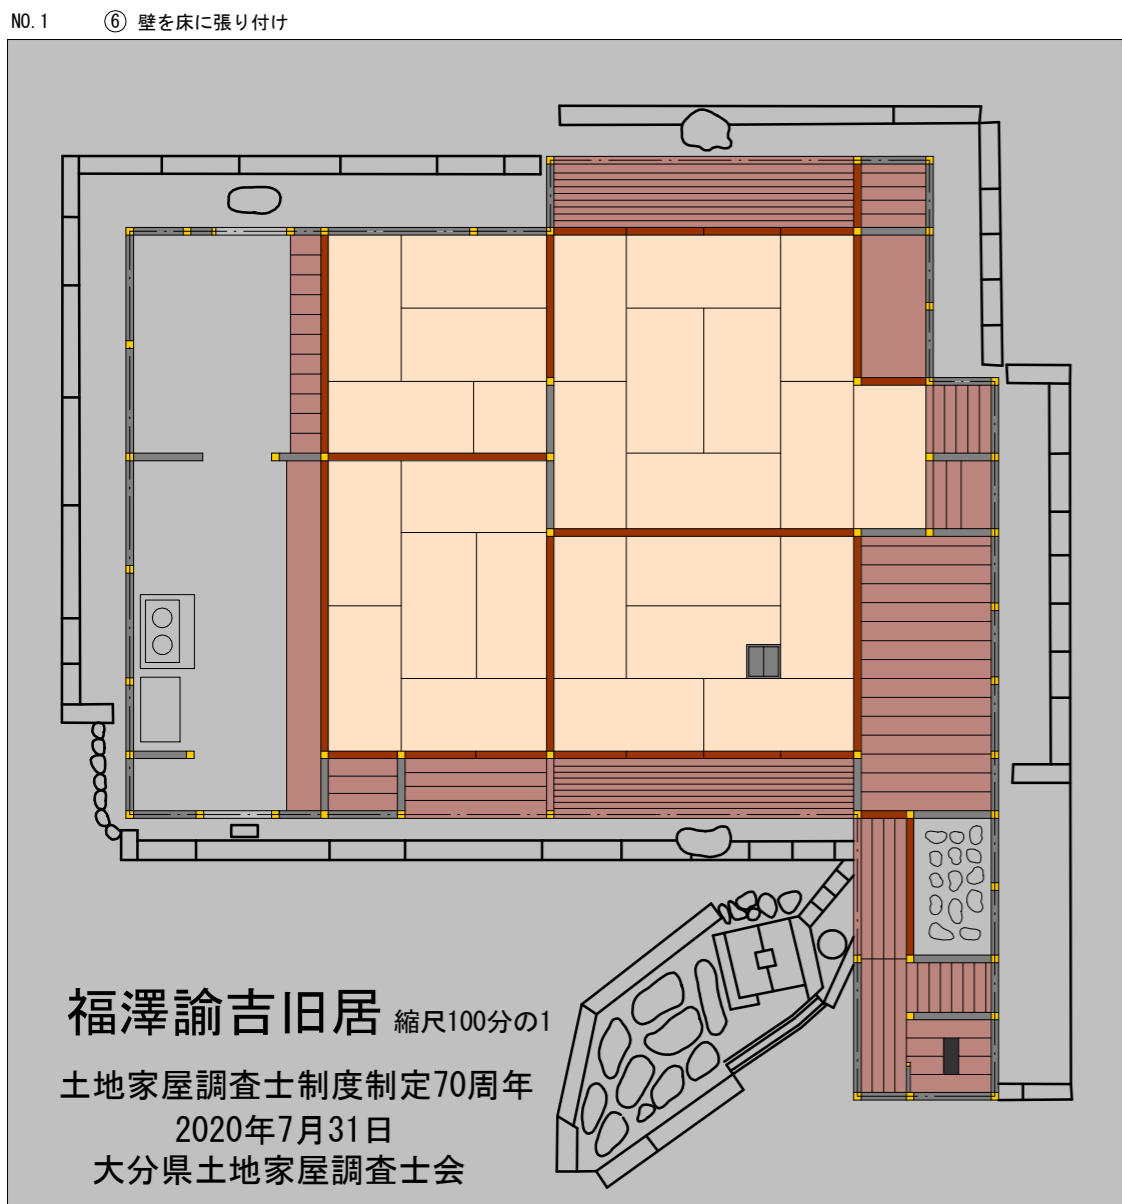 NO.1 ⑥ 壁を床に張り付け
福澤諭吉旧居 縮尺100分の1
土地家屋調査士制度制定70周年
2020年7月31日
大分県土地家屋調査士会